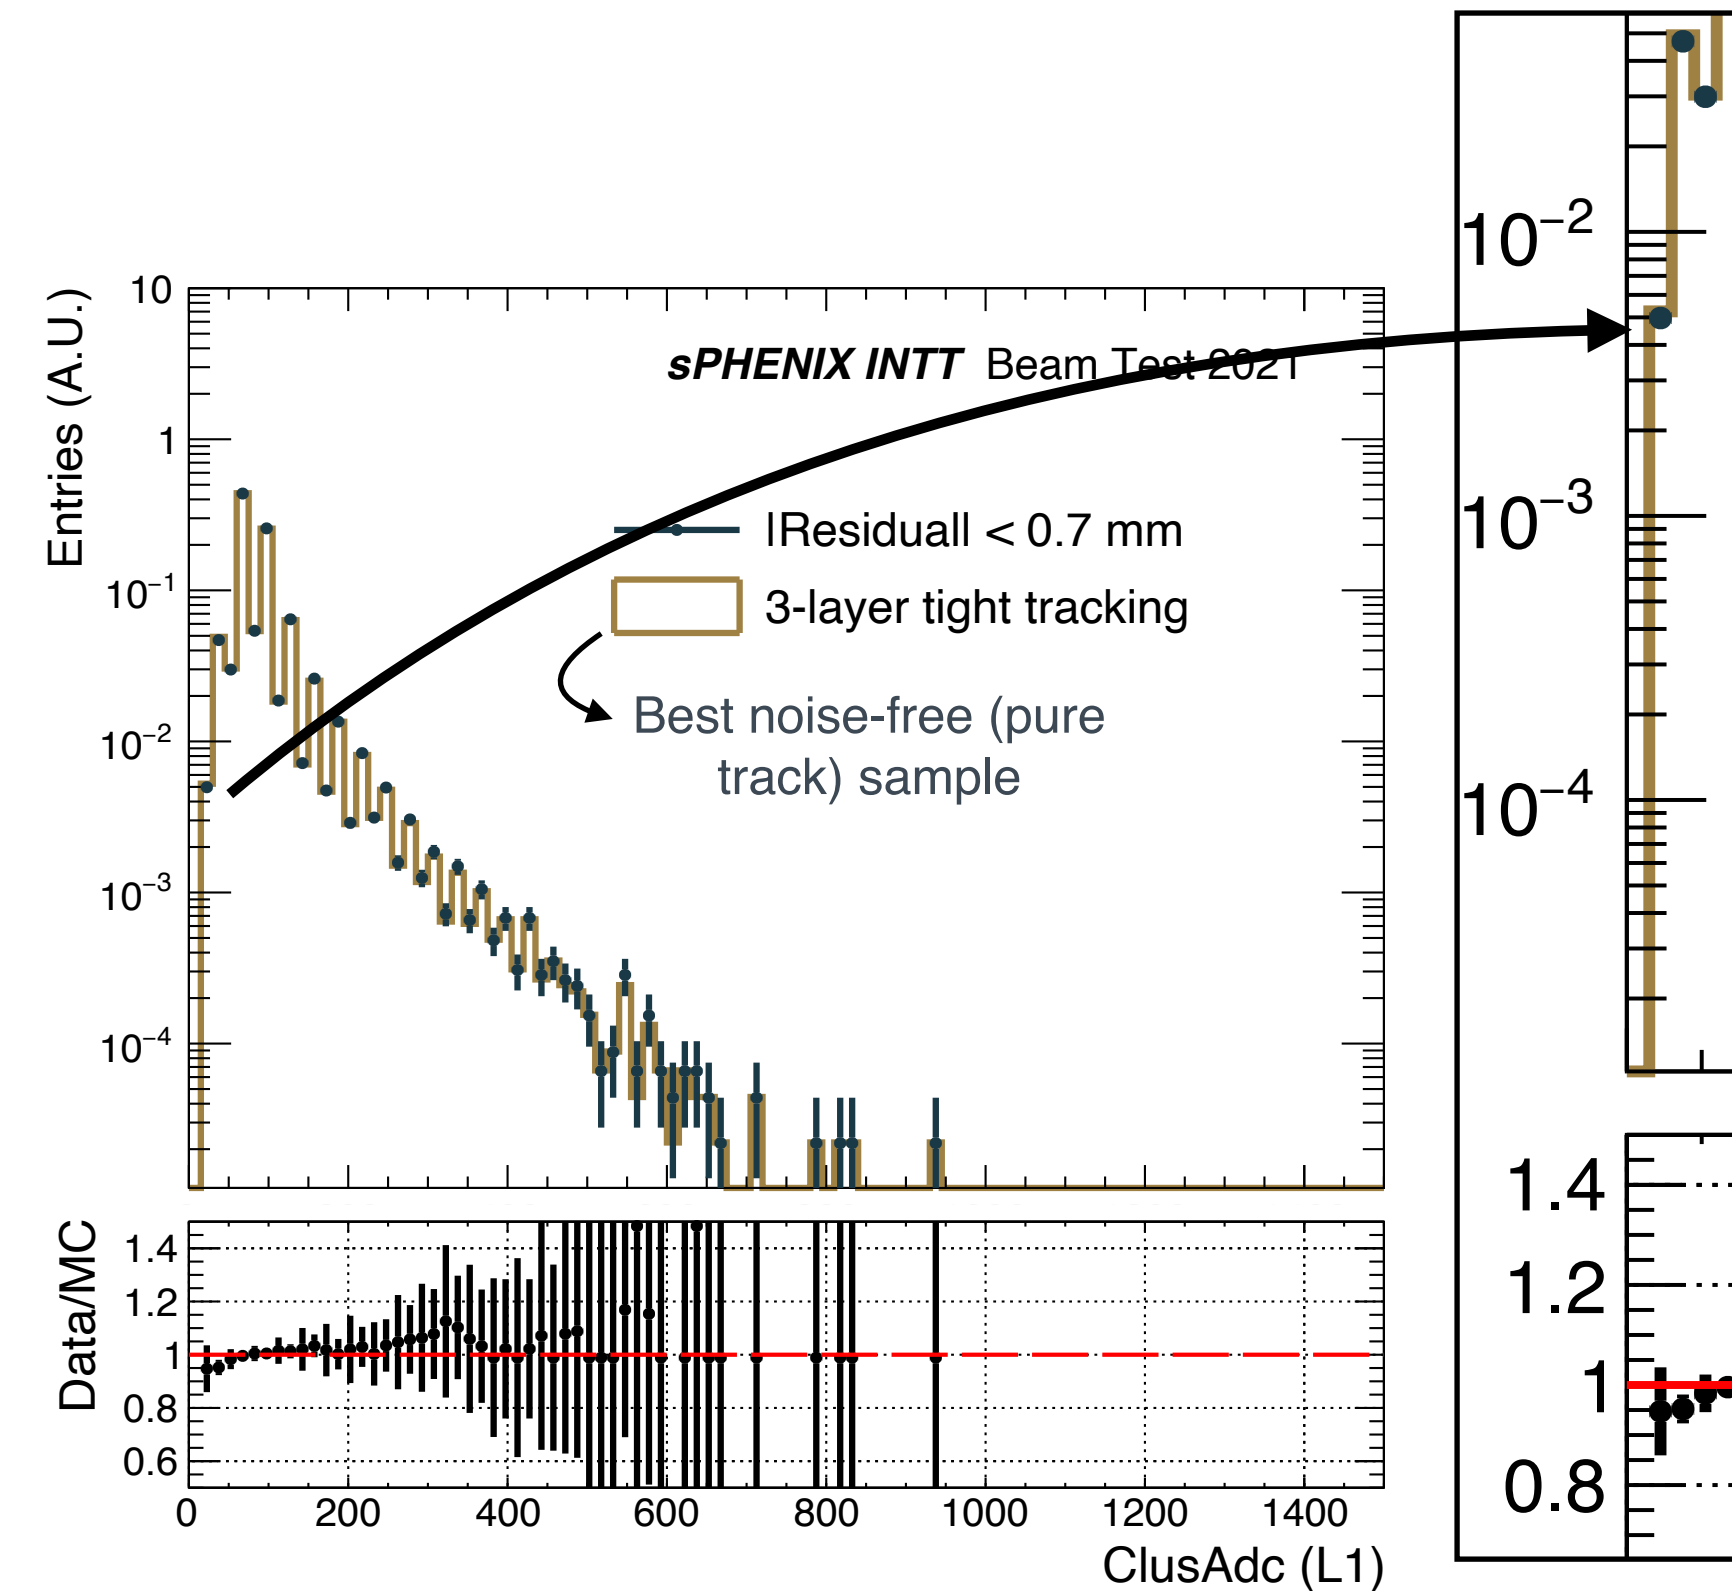 10
1
10−1
10−2
10−3
10−4
Entries (A.U.)
sPHENIX INTT Beam Test 2021
|Residual| < 0.7 mm
3-layer tight tracking
Best noise-free (pure
track) sample
1.4
1.2
1
0.8
0.6
Data/MC
0 200 400 600 800 1000 1200 1400
ClusAdc (L1)
10−2
10−3
10−4
1.4
1.2
1
0.8